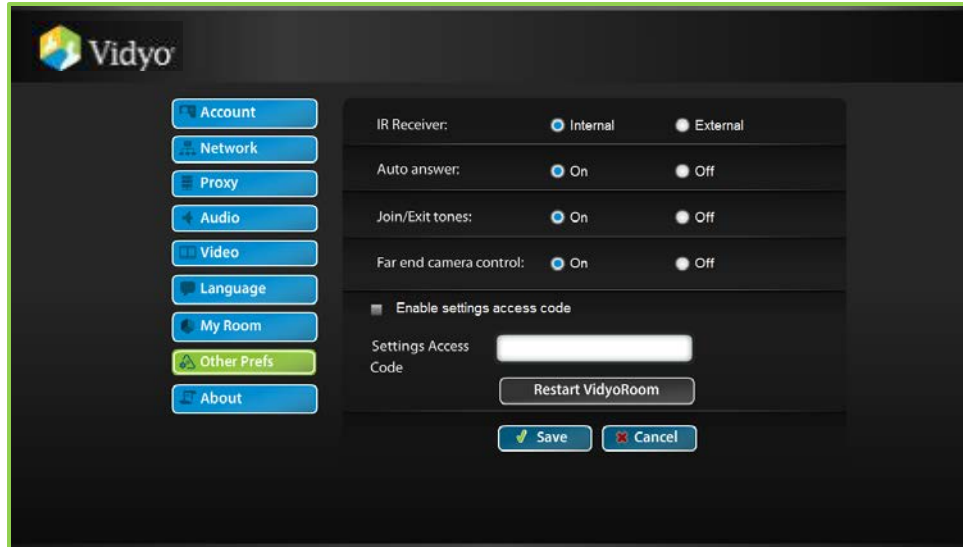 Vidyo
Account
Network
Proxy
Audio
Video
Language
My Room
Other Prefs
About
IR Receiver: Internal External
Auto answer: On Off
Join/Exit tones: On Off
Far end camera control: On Off
Enable settings access code
Settings Access
Code
Restart VidyoRoom
Save Cancel